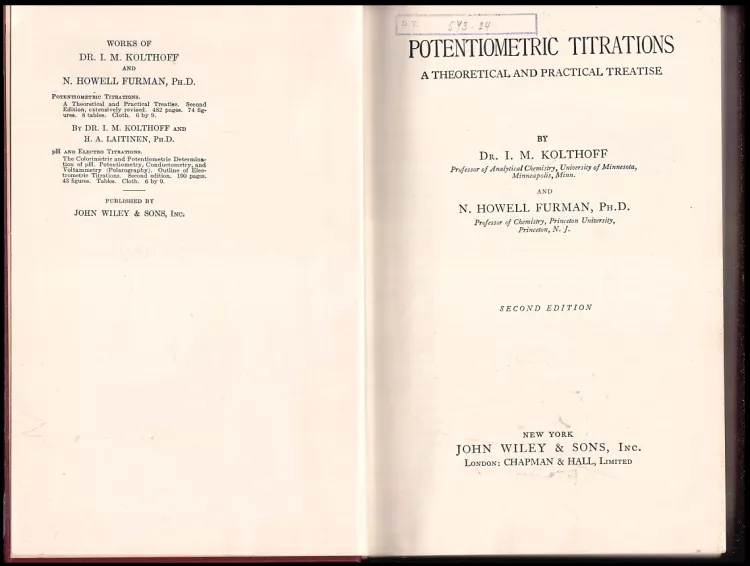 WORKS OF
DR. I. M. KOLTHOFF
AND
N. HOWELL FURMAN, PH.D.
POTENTIOMETRIC TITRATIONS.
A Theoretical and Practical Treatise. Second
Edition, extensively revised. 482 pages. 74 fig-
ures. 8 tables. Cloth. 6 by 9.
BY DR. I. M. KOLTHOFF AND
H. A. LAITINEN, PH.D.
pH AND ELECTRO TITRATIONS.
The Colorimetric and Potentiometric Determina-
tion of pH. Potentiometry, Conductometry, and
Voltammetry (Polarography). Outline of Elec-
trometric Titrations. Second edition. 190 pages.
43 figures. Tables. Cloth. 6 by 9.
PUBLISHED BY
JOHN WILEY & SONS, INC.
543.24
POTENTIOMETRIC TITRATIONS
A THEORETICAL AND PRACTICAL TREATISE
BY
DR. I. M. KOLTHOFF
Professor of Analytical Chemistry, University of Minnesota,
Minneapolis, Minn.
AND
N. HOWELL FURMAN, PH.D.
Professor of Chemistry, Princeton University,
Princeton, N. J.
SECOND EDITION
NEW YORK
JOHN WILEY & SONS, INC.
LONDON: CHAPMAN & HALL, LIMITED